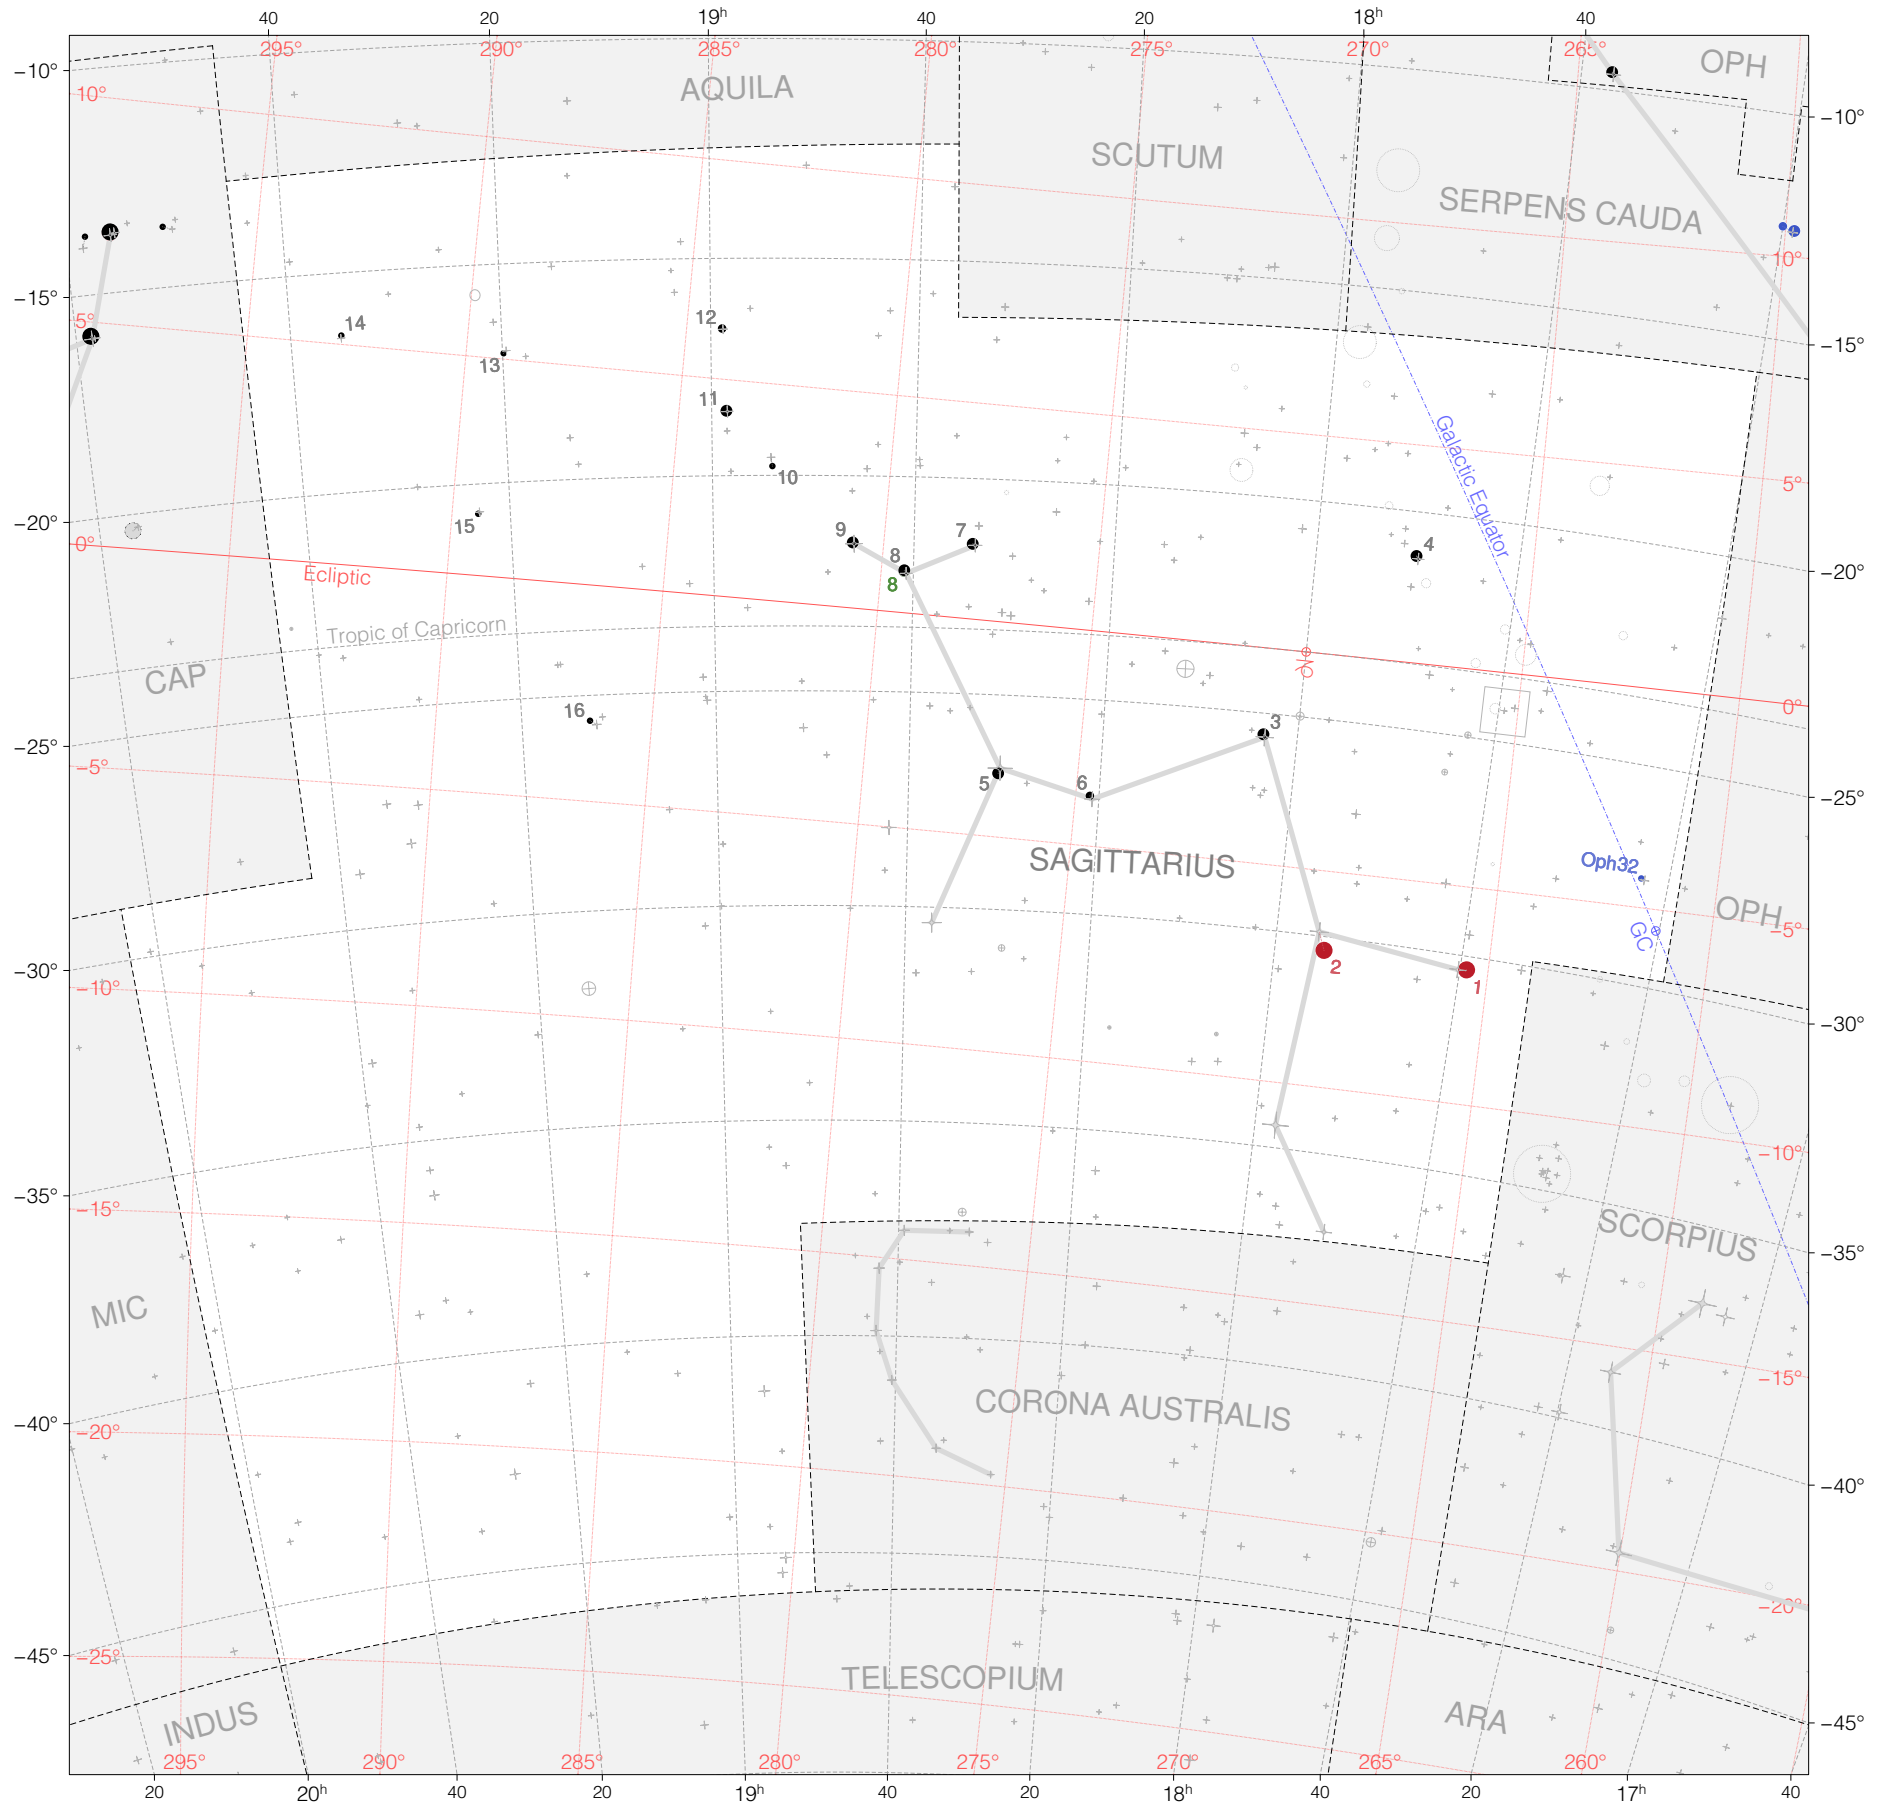 40 20 19h 40 20 18h 40
295° 290° 285° 280° 275° 270° 265°
AQUILA
OPH
−10°
10°
−10°
SCUTUM
SERPENS CAUDA
10°
−15°
5°
14
12
13
−15°
11
Galactic Equator
10
5°
−20°
15
9
7
8
8
4
0°
Ecliptic
−20°
Tropic of Capricorn
♑
CAP
16
3
0°
−25°
−5°
5
6
−25°
SAGITTARIUS
Oph32
OPH
GC
−5°
2
1
−30°
−10°
−30°
−10°
−35°
−15°
SCORPIUS
−35°
MIC
−15°
CORONA AUSTRALIS
−40°
−20°
−40°
−20°
−45°
−25°
TELESCOPIUM
INDUS
ARA
−45°
295° 290° 285° 280° 275° 270° 265° 260°
20 20h 40 20 19h 40 20 18h 40 20 17h 40